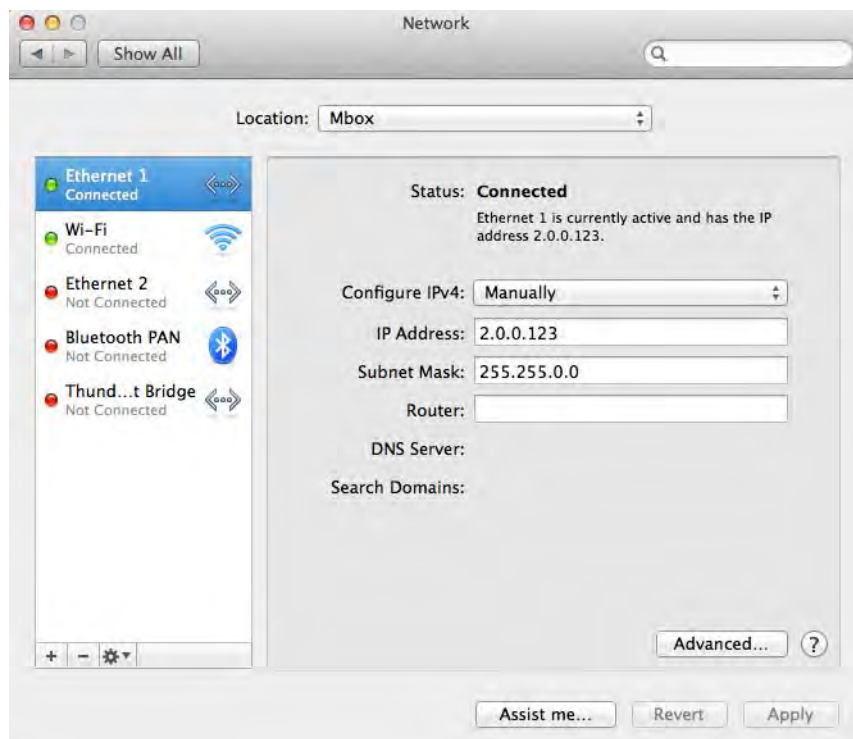 Network
Show All
Location: Mbox
Ethernet 1
Connected
Wi-Fi
Connected
Ethernet 2
Not Connected
Bluetooth PAN
Not Connected
Thund...t Bridge
Not Connected
Status: Connected
Ethernet 1 is currently active and has the IP
address 2.0.0.123.
Configure IPv4: Manually
IP Address: 2.0.0.123
Subnet Mask: 255.255.0.0
Router:
DNS Server:
Search Domains:
+ -
Advanced... ?
Assist me... Revert Apply